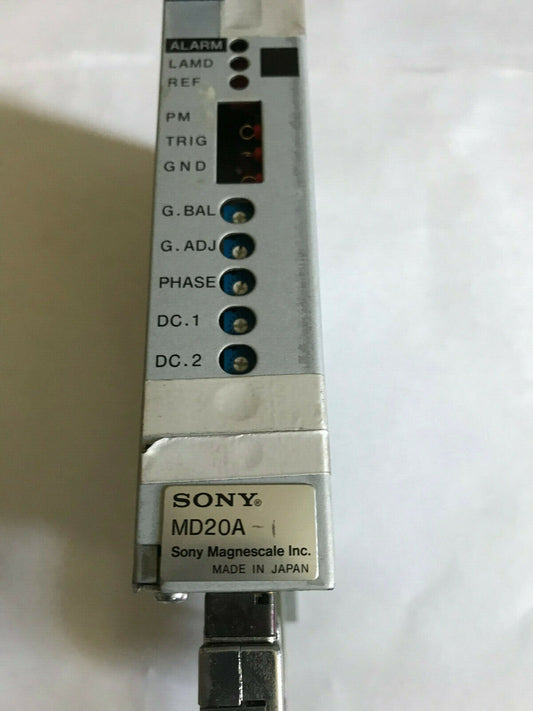 ALARM
LAMD
REF
PM
TRIG
GND
G.BAL
G.ADJ
PHASE
DC.1
DC.2
SONY®
MD20A -1
Sony Magnescale Inc.
MADE IN JAPAN